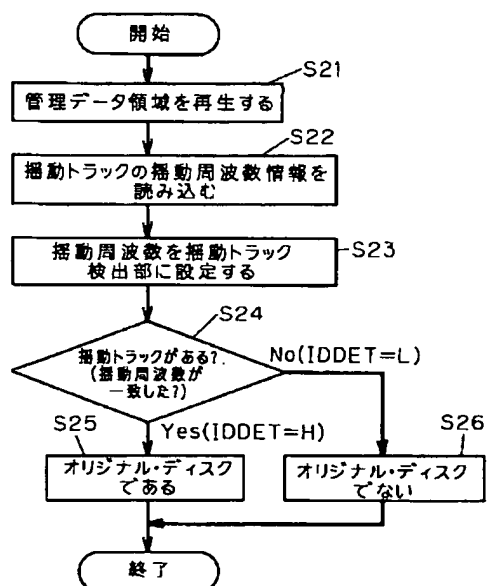 開始
S21
管理データ領域を再生する
S22
揺動トラックの揺動周波数情報を
読み込む
揺動周波数を揺動トラック
検出部に設定する
S23
S24
揺動トラックがある?.
(揺動周波数が
一致した?)
No(IDDET=L)
Yes(IDDET=H)
S25
オリジナル・ディスク
である
S26
オリジナル・ディスク
でない
終了